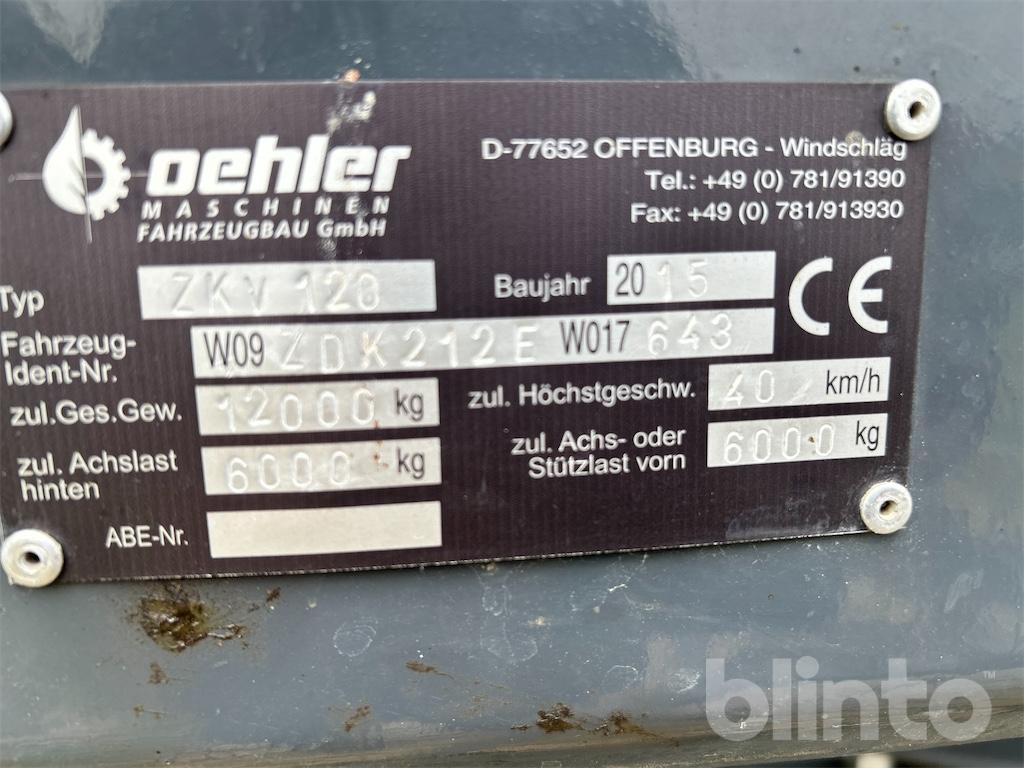 oehler
MASCHINEN
FAHRZEUGBAU GmbH
D-77652 OFFENBURG - Windschläg
Tel.: +49 (0) 781/91390
Fax: +49 (0) 781/913930
Typ ZKV 120
Baujahr 2015
CE
Fahrzeug-
Ident-Nr. W09 ZDK212E W017 643
zul.Ges.Gew. 12000 kg
zul. Höchstgeschw. 40 km/h
zul. Achslast
hinten 6000 kg
zul. Achs- oder
Stützlast vorn 6000 kg
ABE-Nr.
blinto™